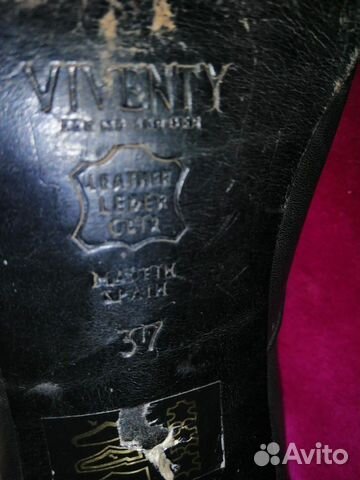 VIVENTY
LEATHER
LEDER
CUIR
MADE IN
SPAIN
37
Avito